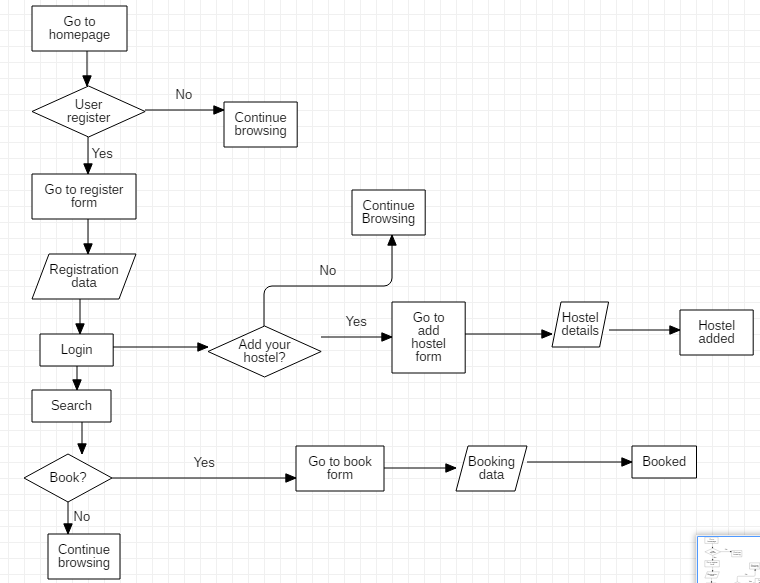 Go to
homepage
User
register
No
Continue
browsing
Yes
Go to register
form
Registration
data
Continue
Browsing
No
Login
Add your
hostel?
Yes
Go to
add
hostel
form
Hostel
details
Hostel
added
Search
Book?
Yes
Go to book
form
Booking
data
Booked
No
Continue
browsing